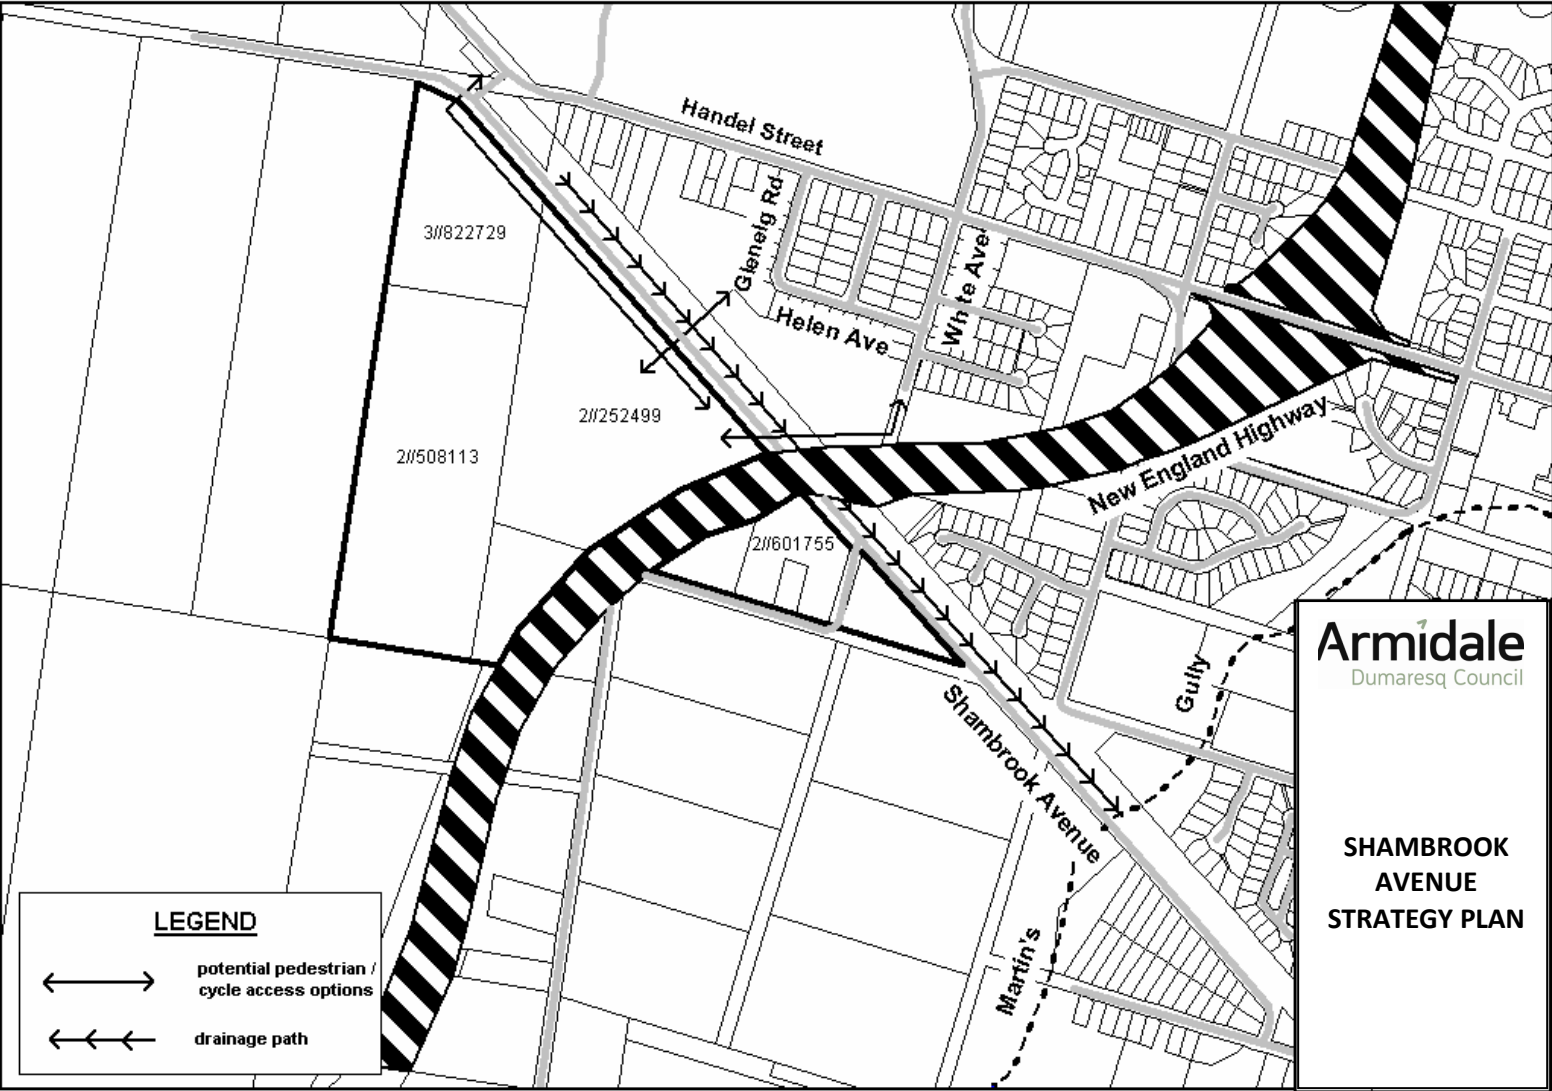 Handel Street
Glenelg Rd
3//822729
White Ave
Helen Ave
2//252499
2//508113
New England Highway
2//601755
Armidale
Dumaresq Council
Gully
Shambrook Avenue
SHAMBROOK
AVENUE
STRATEGY PLAN
Martin's
LEGEND
potential pedestrian /
cycle access options
drainage path